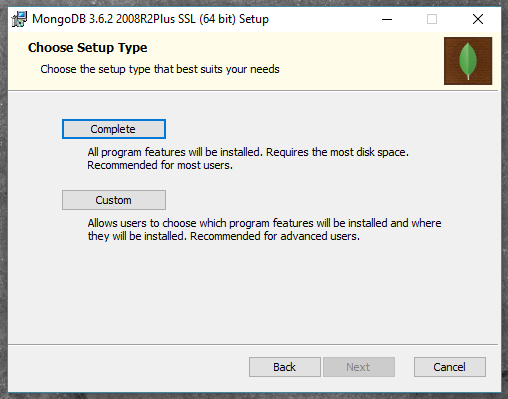 MongoDB 3.6.2 2008R2Plus SSL (64 bit) Setup
Choose Setup Type
Choose the setup type that best suits your needs
Complete
All program features will be installed. Requires the most disk space.
Recommended for most users.
Custom
Allows users to choose which program features will be installed and where
they will be installed. Recommended for advanced users.
Back
Next
Cancel